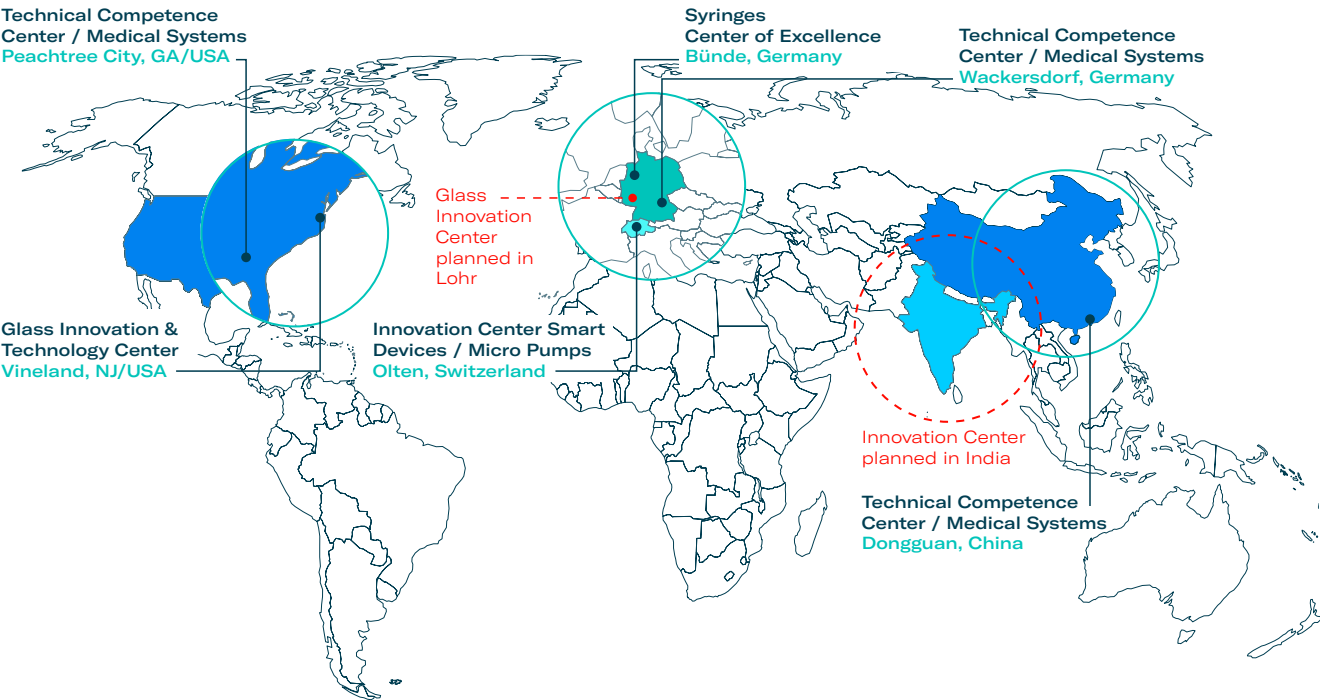 Technical Competence
Center / Medical Systems
Peachtree City, GA/USA
Syringes
Center of Excellence
Bünde, Germany
Technical Competence
Center / Medical Systems
Wackersdorf, Germany
Glass
Innovation
Center
planned in
Lohr
Glass Innovation &
Technology Center
Vineland, NJ/USA
Innovation Center Smart
Devices / Micro Pumps
Olten, Switzerland
Innovation Center
planned in India
Technical Competence
Center / Medical Systems
Dongguan, China